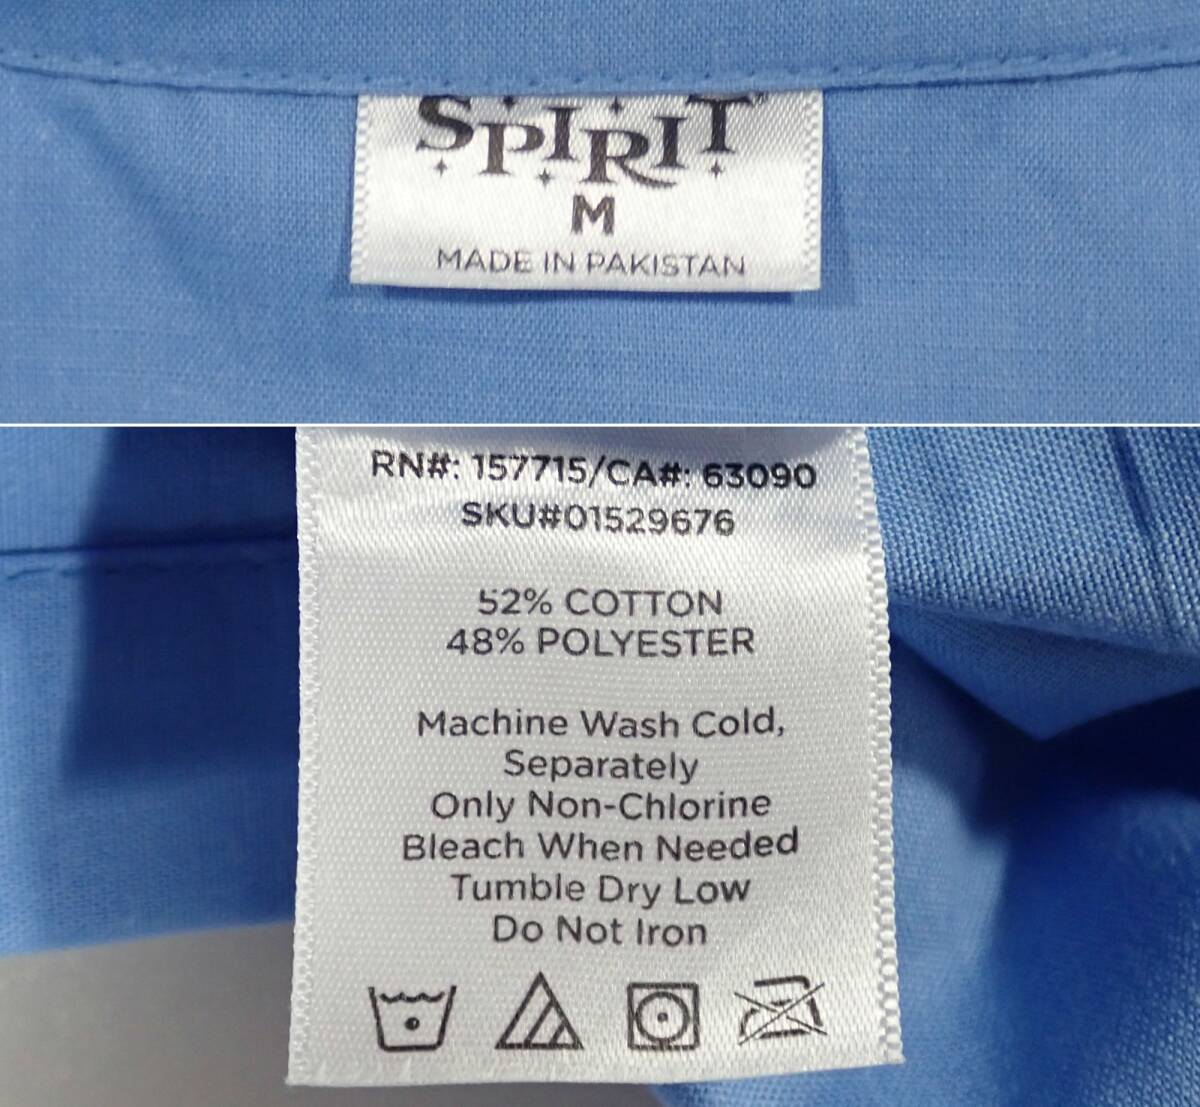 SPIRIT
M
MADE IN PAKISTAN
RN#: 157715/CA#: 63090
SKU#01529676
52% COTTON
48% POLYESTER
Machine Wash Cold,
Separately
Only Non-Chlorine
Bleach When Needed
Tumble Dry Low
Do Not Iron